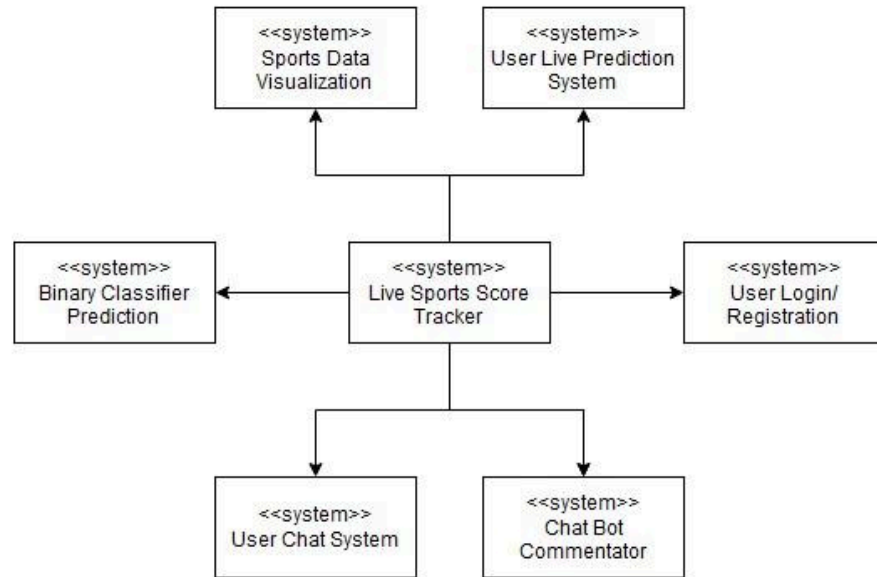 <<system>>
Sports Data
Visualization
<<system>>
User Live Prediction
System
<<system>>
Binary Classifier
Prediction
<<system>>
Live Sports Score
Tracker
<<system>>
User Login/
Registration
<<system>>
User Chat System
<<system>>
Chat Bot
Commentator